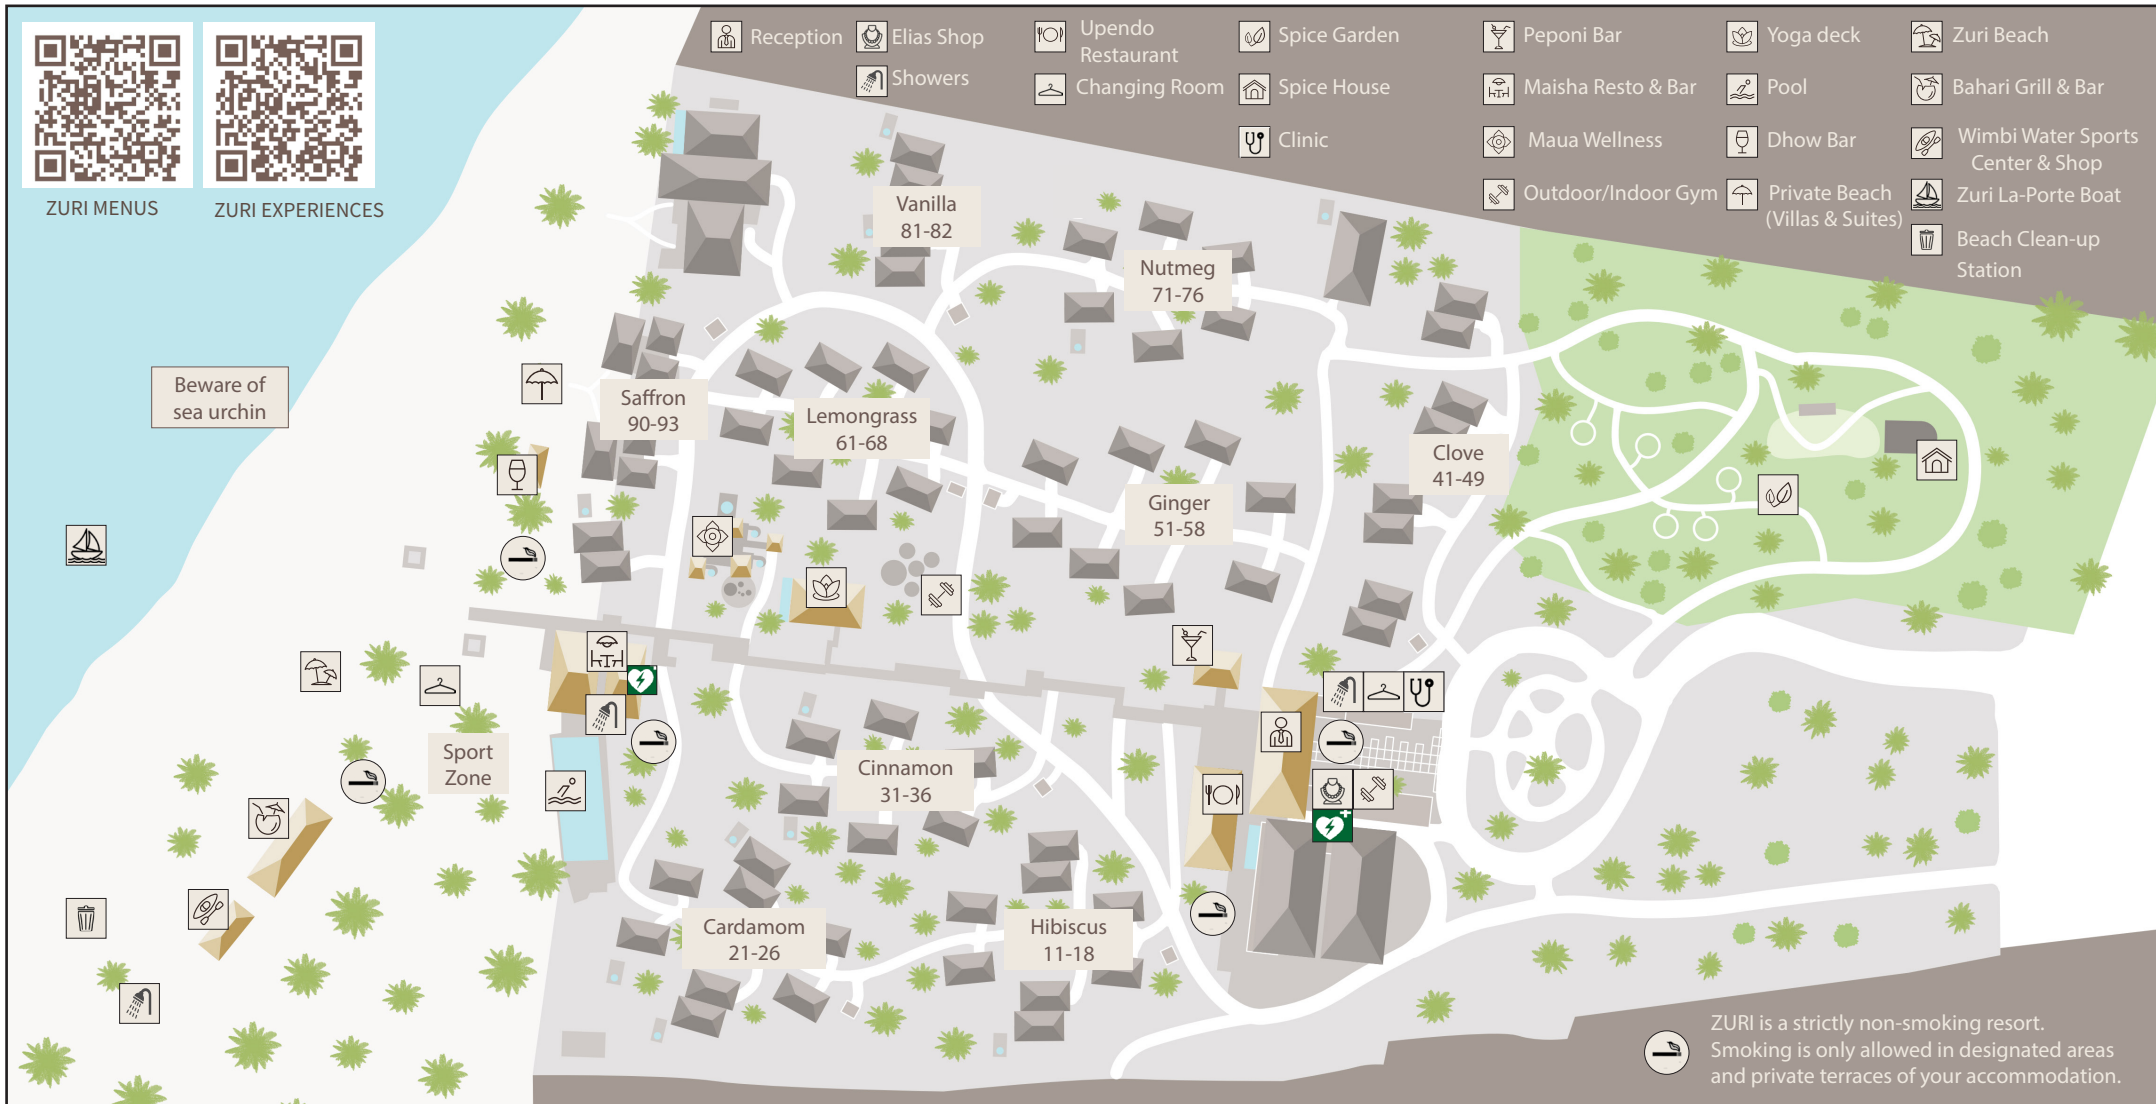 Reception
Elias Shop
Showers
Upendo
Restaurant
Changing Room
Spice Garden
Spice House
Clinic
Peponi Bar
Maisha Resto & Bar
Maua Wellness
Outdoor/Indoor Gym
Yoga deck
Pool
Dhow Bar
Private Beach
(Villas & Suites)
Zuri Beach
Bahari Grill & Bar
Wimbi Water Sports
Center & Shop
Zuri La-Porte Boat
Beach Clean-up
Station
ZURI MENUS
ZURI EXPERIENCES
Vanilla
81-82
Nutmeg
71-76
Beware of
sea urchin
Saffron
90-93
Lemongrass
61-68
Clove
41-49
Ginger
51-58
Sport
Zone
Cinnamon
31-36
Cardamom
21-26
Hibiscus
11-18
ZURI is a strictly non-smoking resort.
Smoking is only allowed in designated areas
and private terraces of your accommodation.